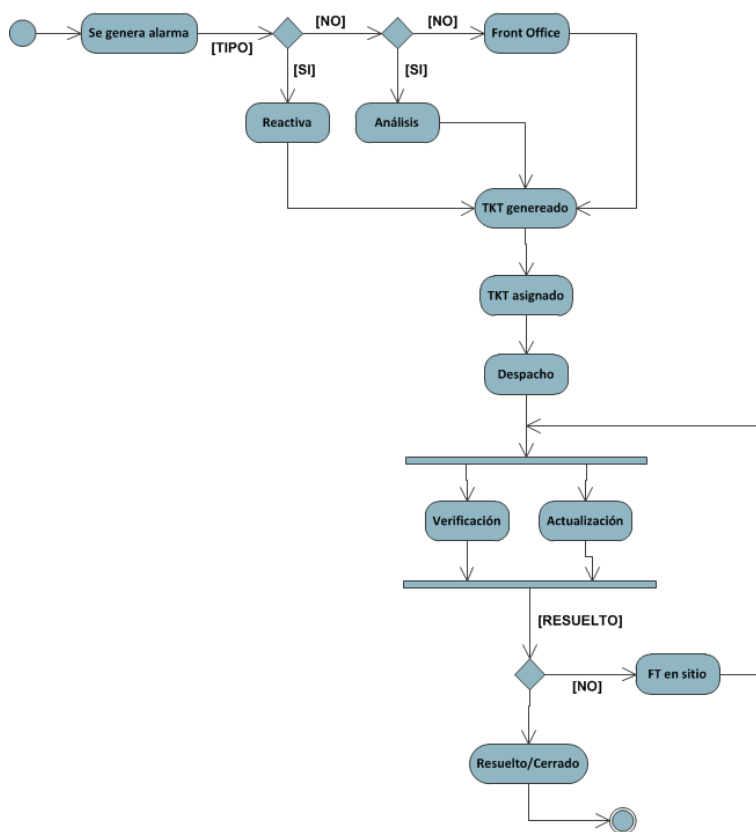 Se genera alarma
[TIPO]
[NO]
[NO]
Front Office
[SI]
[SI]
Reactiva
Análisis
TKT genereado
TKT asignado
Despacho
Verificación
Actualización
[RESUELTO]
[NO]
FT en sitio
Resuelto/Cerrado